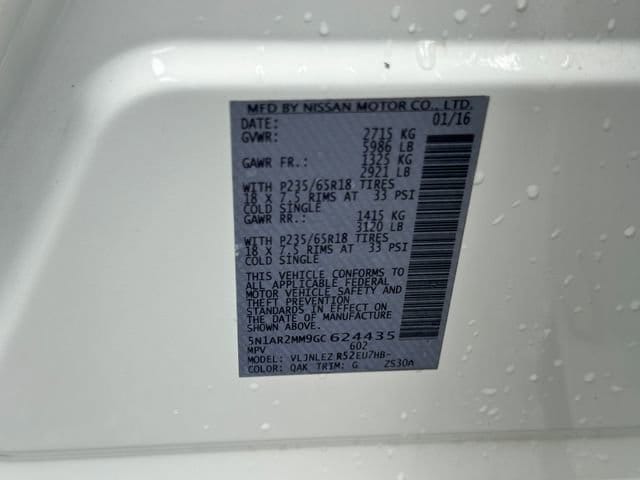 MFD BY NISSAN MOTOR CO., LTD.
DATE: 01/16
GVWR: 2715 KG
5986 LB
GAWR FR.: 1325 KG
2921 LB
WITH P235/65R18 TIRES
18 X 7.5 RIMS AT 33 PSI
COLD SINGLE
GAWR RR.: 1415 KG
3120 LB
WITH P235/65R18 TIRES
18 X 7.5 RIMS AT 33 PSI
COLD SINGLE
THIS VEHICLE CONFORMS TO
ALL APPLICABLE FEDERAL
MOTOR VEHICLE SAFETY AND
THEFT PREVENTION
STANDARDS IN EFFECT ON
THE DATE OF MANUFACTURE
SHOWN ABOVE.
5N1AR2MM9GC 624435
MPV 602
MODEL: VLJNLEZ R52EU7HB-
COLOR: QAK TRIM: G 2S30A